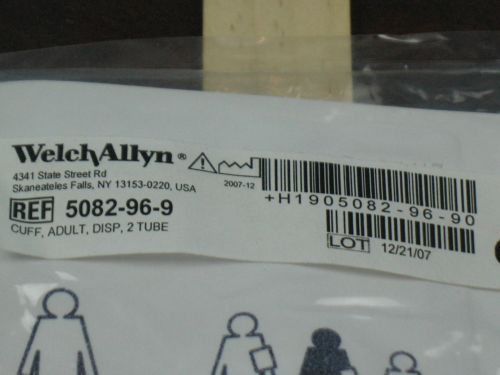 WelchAllyn®
4341 State Street Rd
Skaneateles Falls, NY 13153-0220, USA
2007-12
REF 5082-96-9
CUFF, ADULT, DISP, 2 TUBE
+H1905082-96-90
LOT 12/21/07